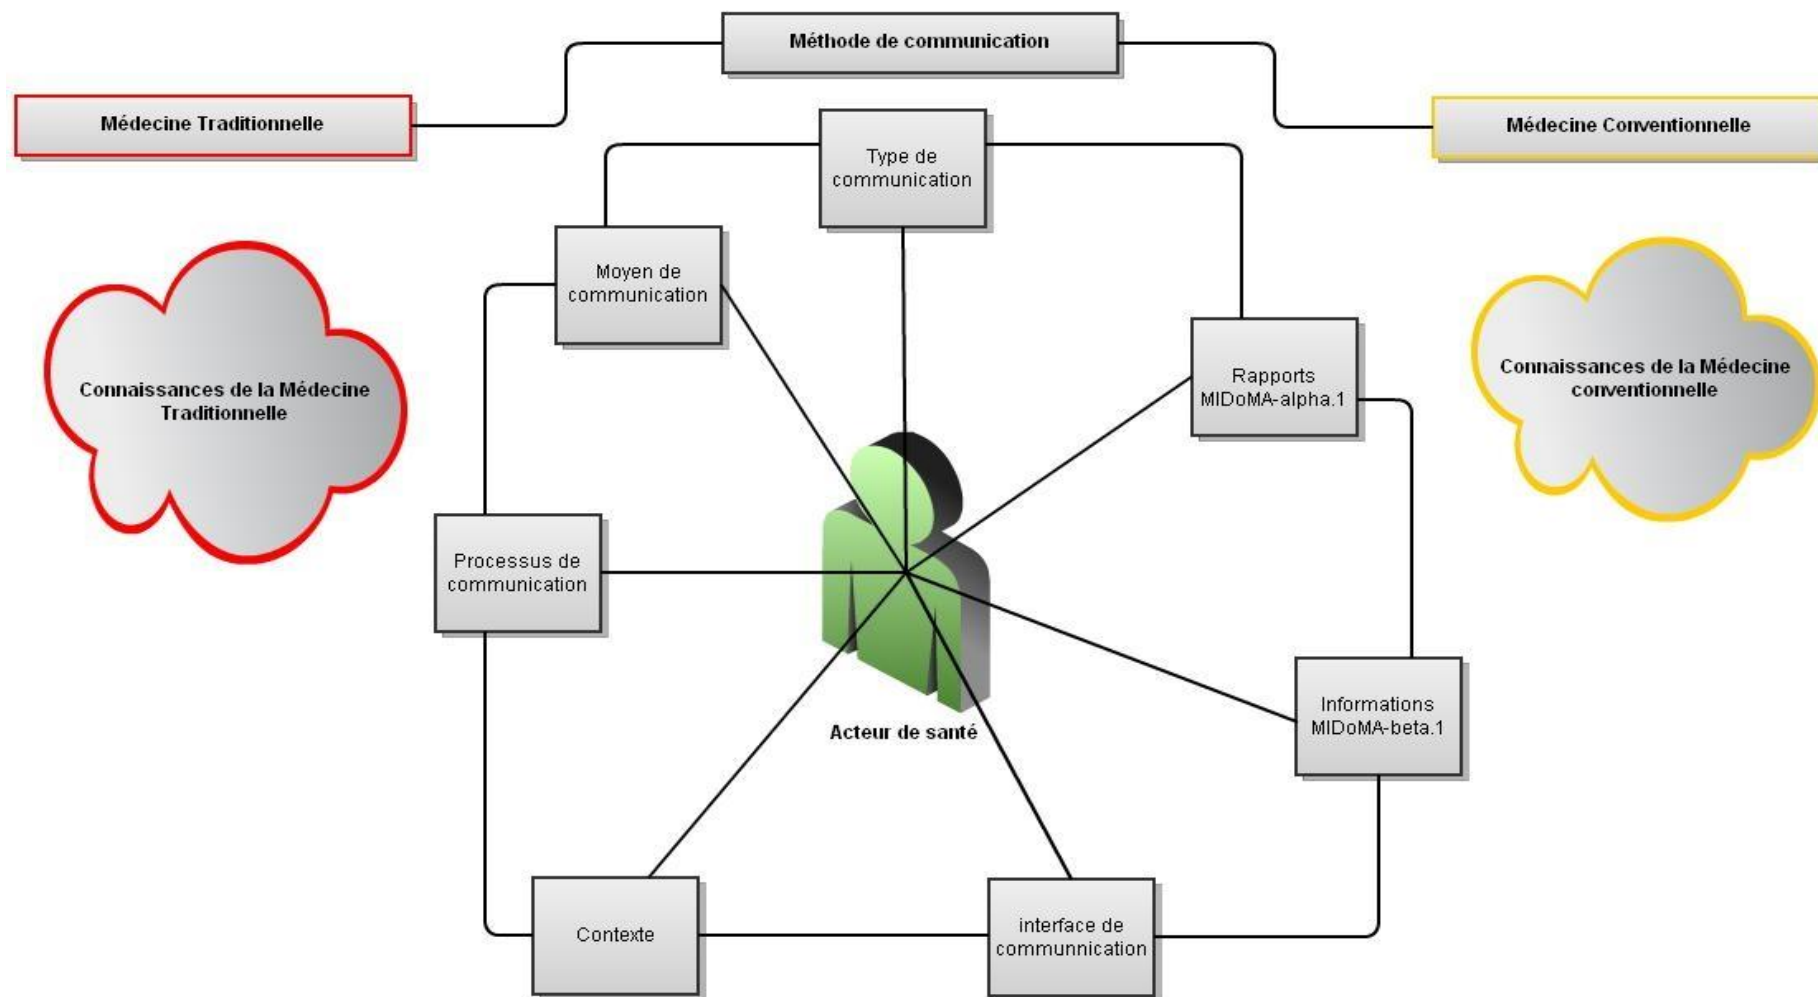 Méthode de communication
Médecine Traditionnelle
Médecine Conventionnelle
Type de
communication
Moyen de
communication
Rapports
MIDoMA-alpha.1
Connaissances de la Médecine
Traditionnelle
Connaissances de la Médecine
conventionnelle
Processus de
communication
Informations
MIDoMA-beta.1
Acteur de santé
Contexte
interface de
communnication